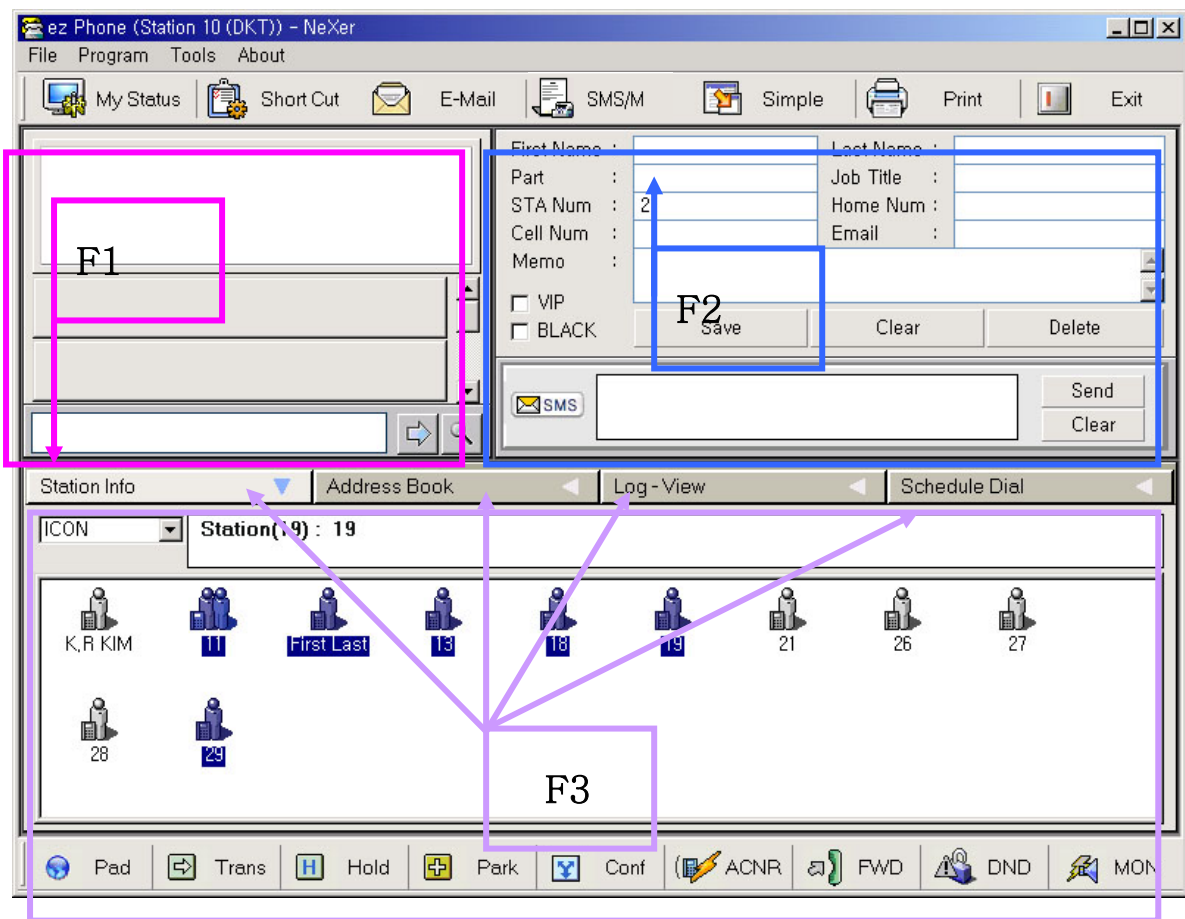 ez Phone (Station 10 (DKT)) - NeXer
File Program Tools About
My Status Short Cut E-Mail SMS/M Simple Print Exit
First Name : Last Name :
Part : Job Title :
STA Num : 2 Home Num :
Cell Num : Email :
Memo :
F1
F2
VIP
BLACK
Save Clear Delete
SMS
Send
Clear
Station Info Address Book Log - View Schedule Dial
ICON Station(19) : 19
K,R KIM 11 First Last 13 18 19 21 26 27
28 29
F3
Pad Trans H Hold Park Conf ACNR FWD DND MON